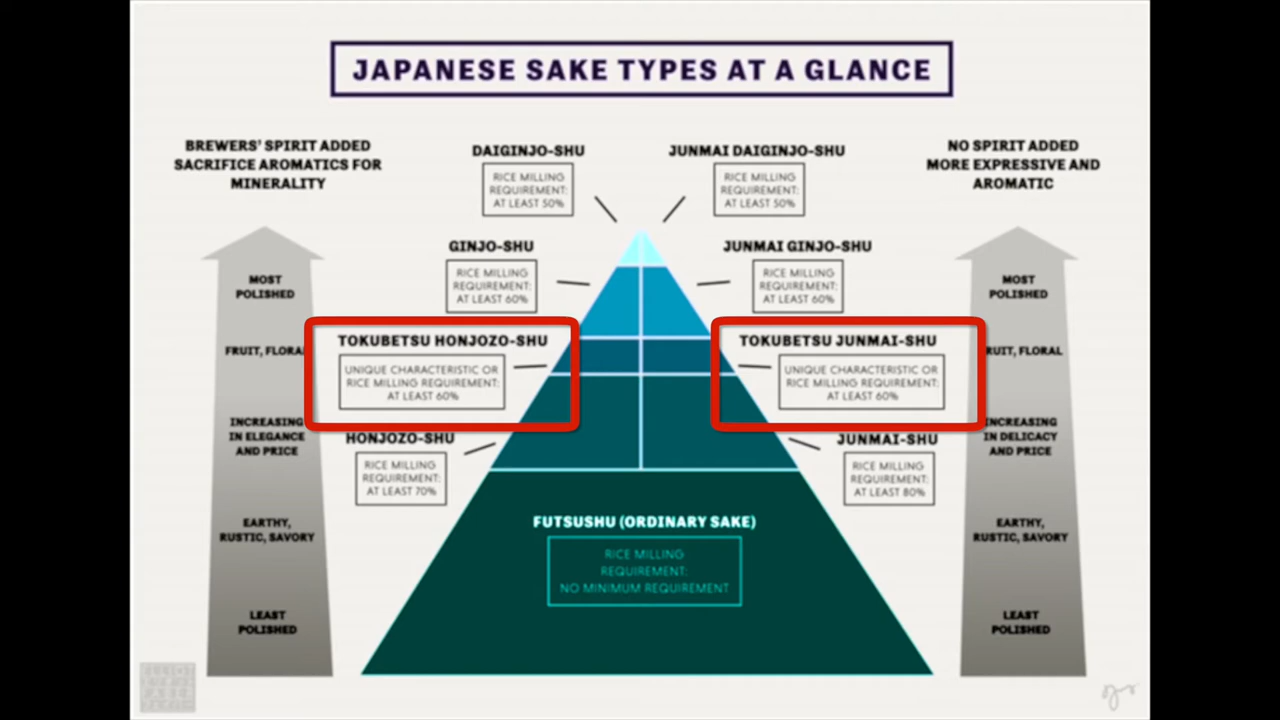 JAPANESE SAKE TYPES AT A GLANCE
BREWERS' SPIRIT ADDED
SACRIFICE AROMATICS FOR
MINERALITY
DAIGINJO-SHU
RICE MILLING
REQUIREMENT:
AT LEAST 50%
JUNMAI DAIGINJO-SHU
RICE MILLING
REQUIREMENT:
AT LEAST 50%
NO SPIRIT ADDED
MORE EXPRESSIVE AND
AROMATIC
GINJO-SHU
RICE MILLING
REQUIREMENT:
AT LEAST 60%
JUNMAI GINJO-SHU
RICE MILLING
REQUIREMENT:
AT LEAST 60%
MOST
POLISHED
FRUIT, FLORAL
INCREASING
IN ELEGANCE
AND PRICE
EARTHY,
RUSTIC, SAVORY
LEAST
POLISHED
TOKUBETSU HONJOZO-SHU
UNIQUE CHARACTERISTIC OR
RICE MILLING REQUIREMENT:
AT LEAST 60%
TOKUBETSU JUNMAI-SHU
UNIQUE CHARACTERISTIC OR
RICE MILLING REQUIREMENT:
AT LEAST 60%
HONJOZO-SHU
RICE MILLING
REQUIREMENT:
AT LEAST 70%
JUNMAI-SHU
RICE MILLING
REQUIREMENT:
AT LEAST 80%
MOST
POLISHED
FRUIT, FLORAL
INCREASING
IN DELICACY
AND PRICE
EARTHY,
RUSTIC, SAVORY
LEAST
POLISHED
FUTSUSHU (ORDINARY SAKE)
RICE MILLING
REQUIREMENT:
NO MINIMUM REQUIREMENT